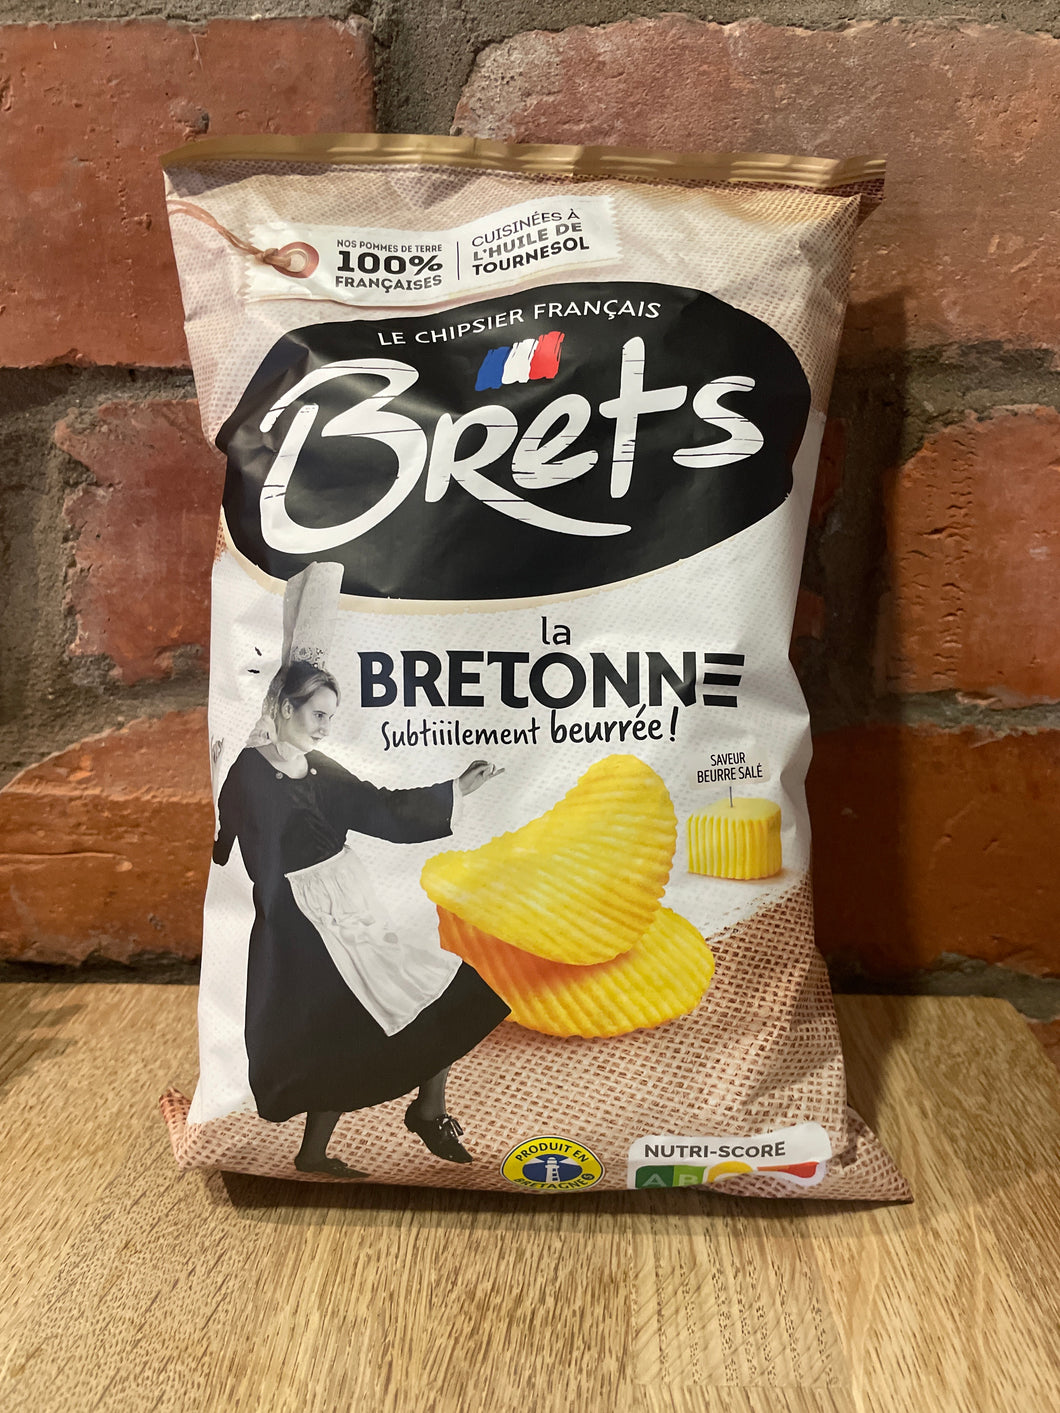 NOS POMMES DE TERRE
100%
FRANÇAISES
CUISINÉES À
L'HUILE DE
TOURNESOL
LE CHIPSIER FRANÇAIS
Brets
la
BRETONNE
Subtiiilement beurrée!
SAVEUR
BEURRE SALÉ
PRODUIT EN
BRETAGNE
NUTRI-SCORE
A B